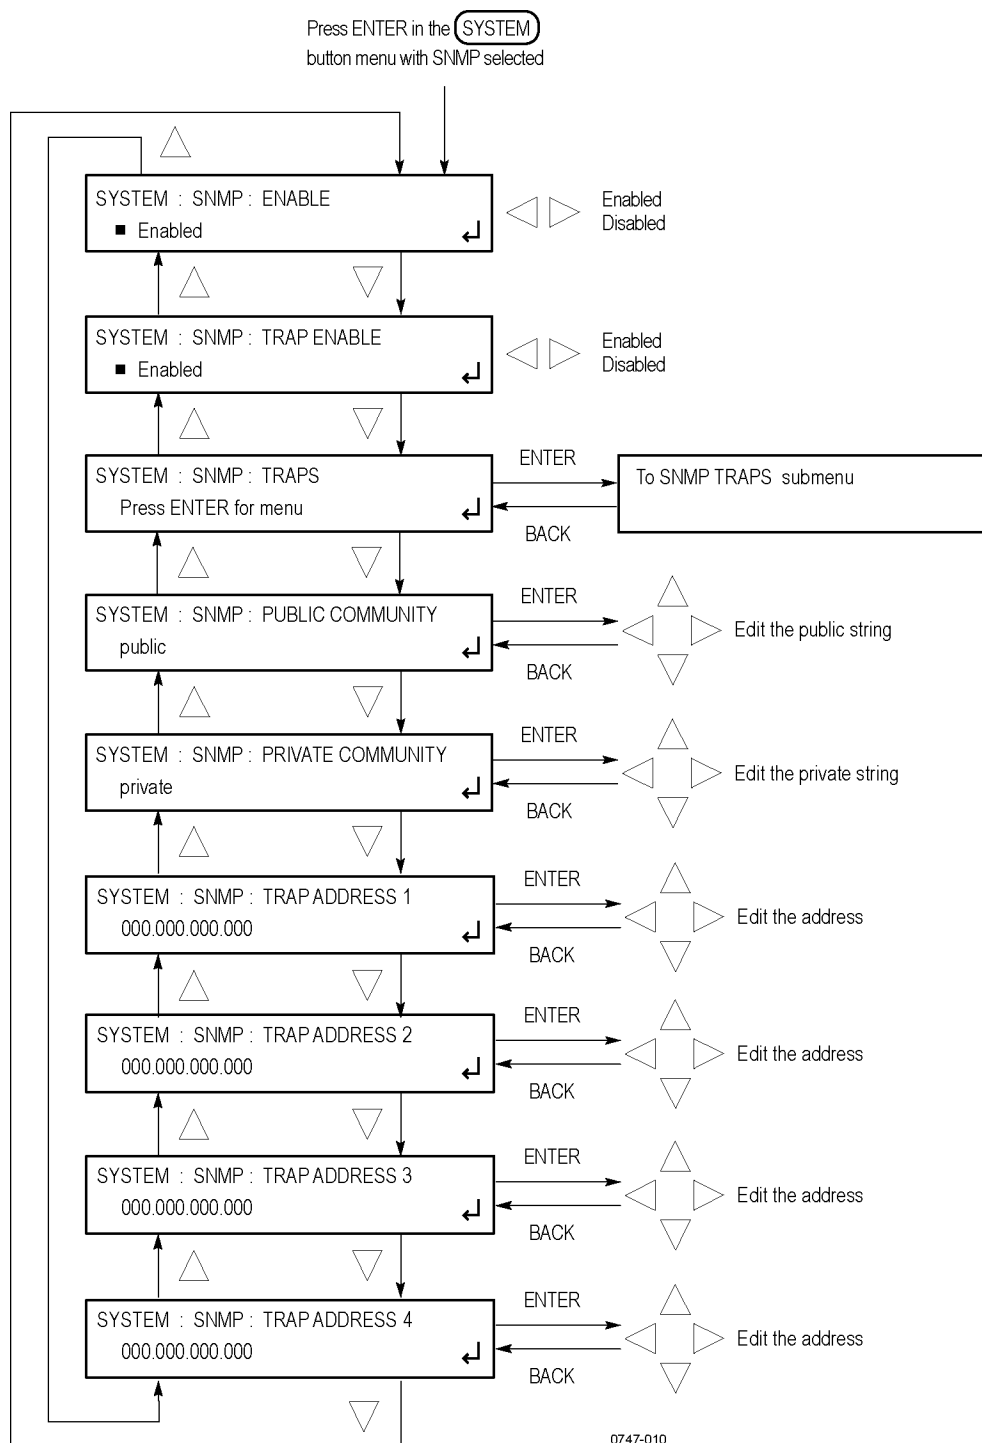 Press ENTER in the SYSTEM
button menu with SNMP selected
SYSTEM : SNMP : ENABLE
■ Enabled
Enabled
Disabled
SYSTEM : SNMP : TRAP ENABLE
■ Enabled
Enabled
Disabled
SYSTEM : SNMP : TRAPS
Press ENTER for menu
ENTER
BACK
To SNMP TRAPS submenu
SYSTEM : SNMP : PUBLIC COMMUNITY
public
ENTER
BACK
Edit the public string
SYSTEM : SNMP : PRIVATE COMMUNITY
private
ENTER
BACK
Edit the private string
SYSTEM : SNMP : TRAP ADDRESS 1
000.000.000.000
ENTER
BACK
Edit the address
SYSTEM : SNMP : TRAP ADDRESS 2
000.000.000.000
ENTER
BACK
Edit the address
SYSTEM : SNMP : TRAP ADDRESS 3
000.000.000.000
ENTER
BACK
Edit the address
SYSTEM : SNMP : TRAP ADDRESS 4
000.000.000.000
ENTER
BACK
Edit the address
0747-010